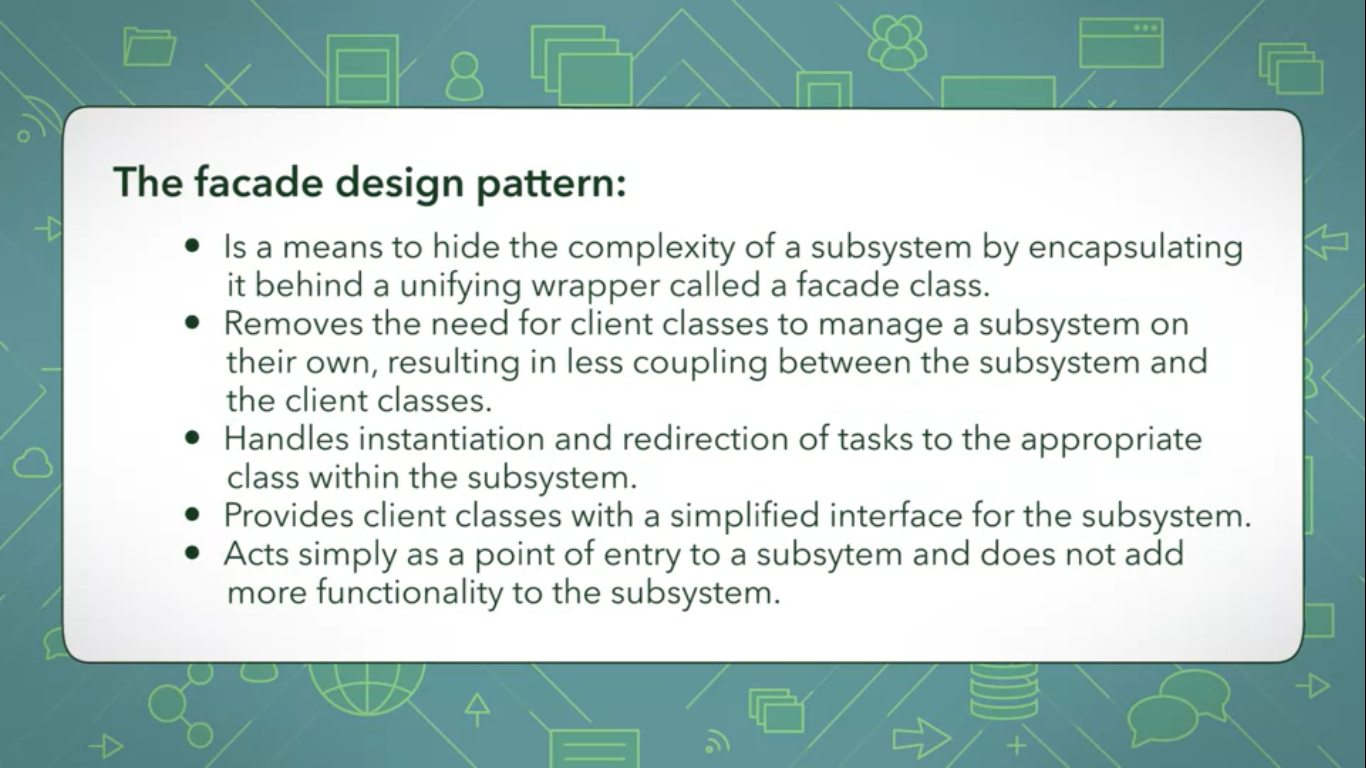 The facade design pattern:
● Is a means to hide the complexity of a subsystem by encapsulating
it behind a unifying wrapper called a facade class.
● Removes the need for client classes to manage a subsystem on
their own, resulting in less coupling between the subsystem and
the client classes.
● Handles instantiation and redirection of tasks to the appropriate
class within the subsystem.
● Provides client classes with a simplified interface for the subsystem.
● Acts simply as a point of entry to a subsytem and does not add
more functionality to the subsystem.